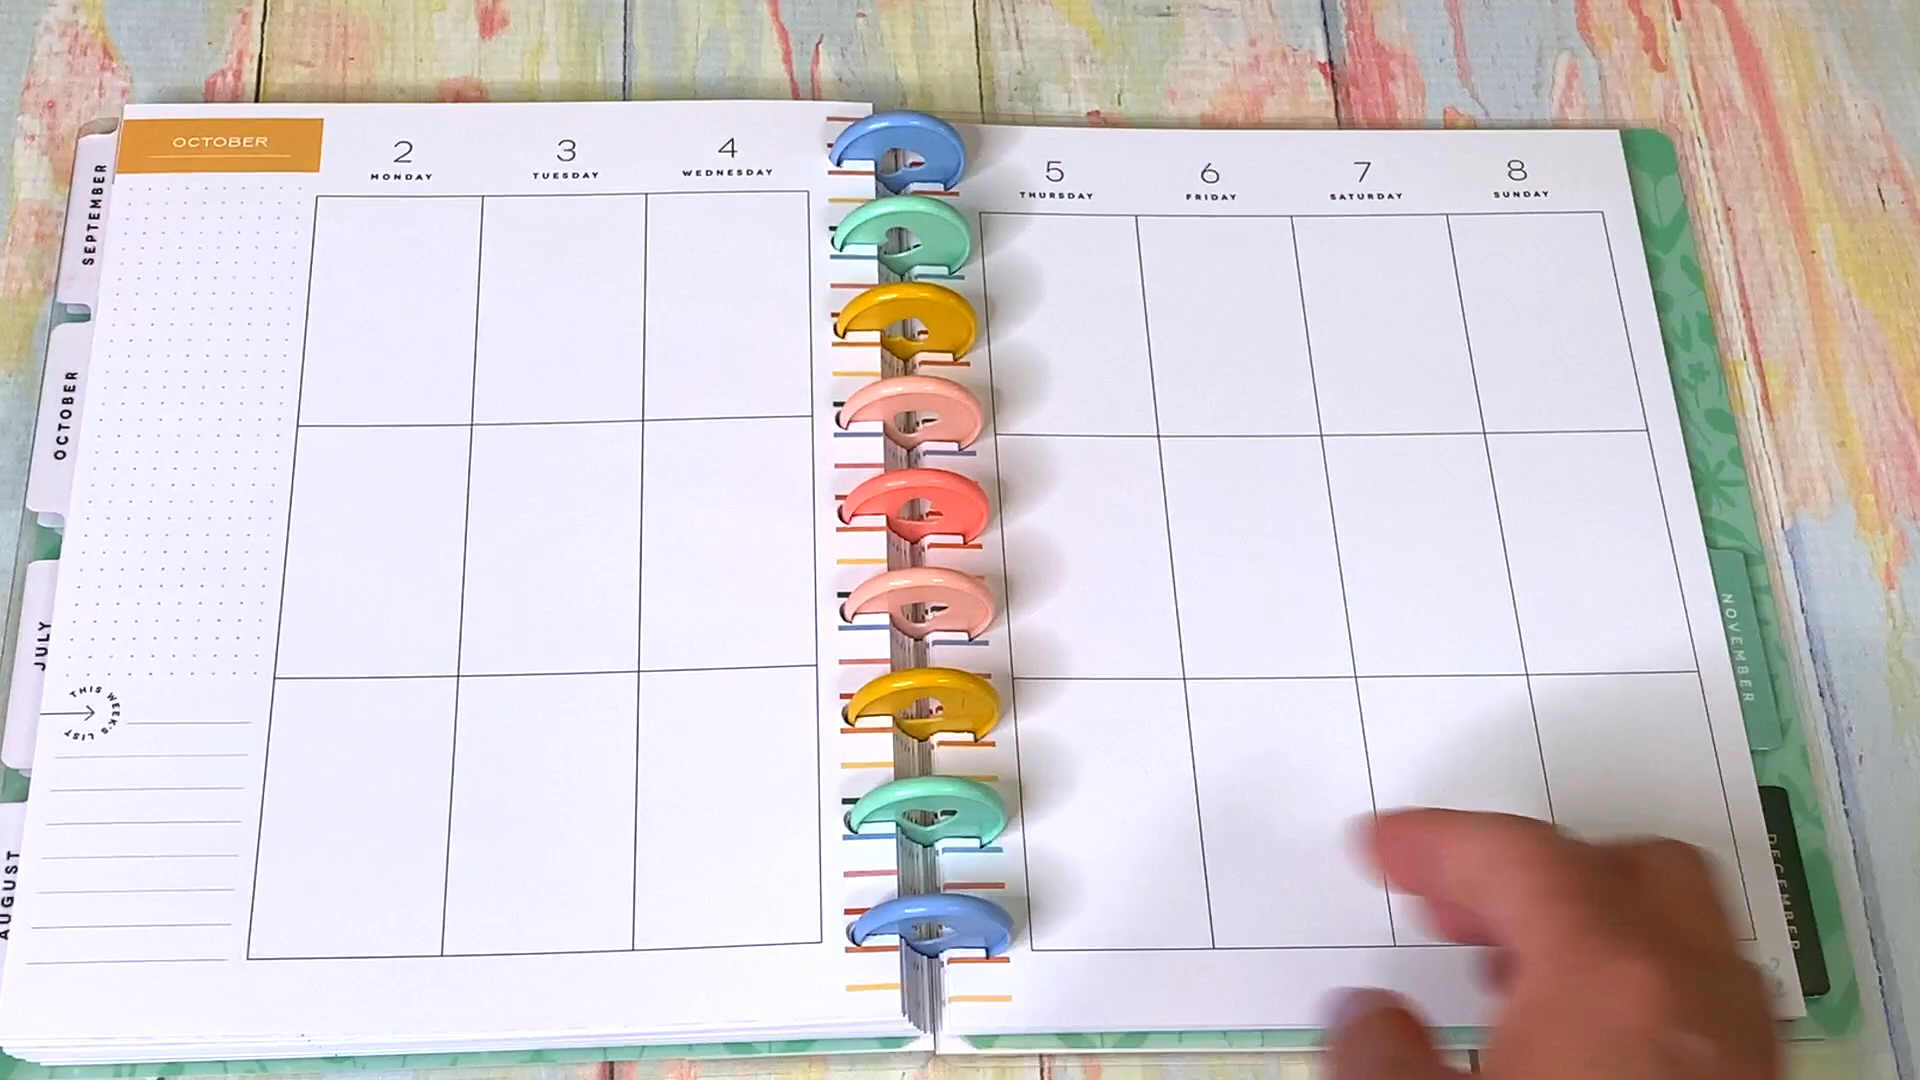 OCTOBER
2 3 4
MONDAY TUESDAY WEDNESDAY
5 6 7 8
THURSDAY FRIDAY SATURDAY SUNDAY
SEPTEMBER
OCTOBER
JULY
AUGUST
THIS WEEK'S LIST
NOVEMBER
DECEMBER